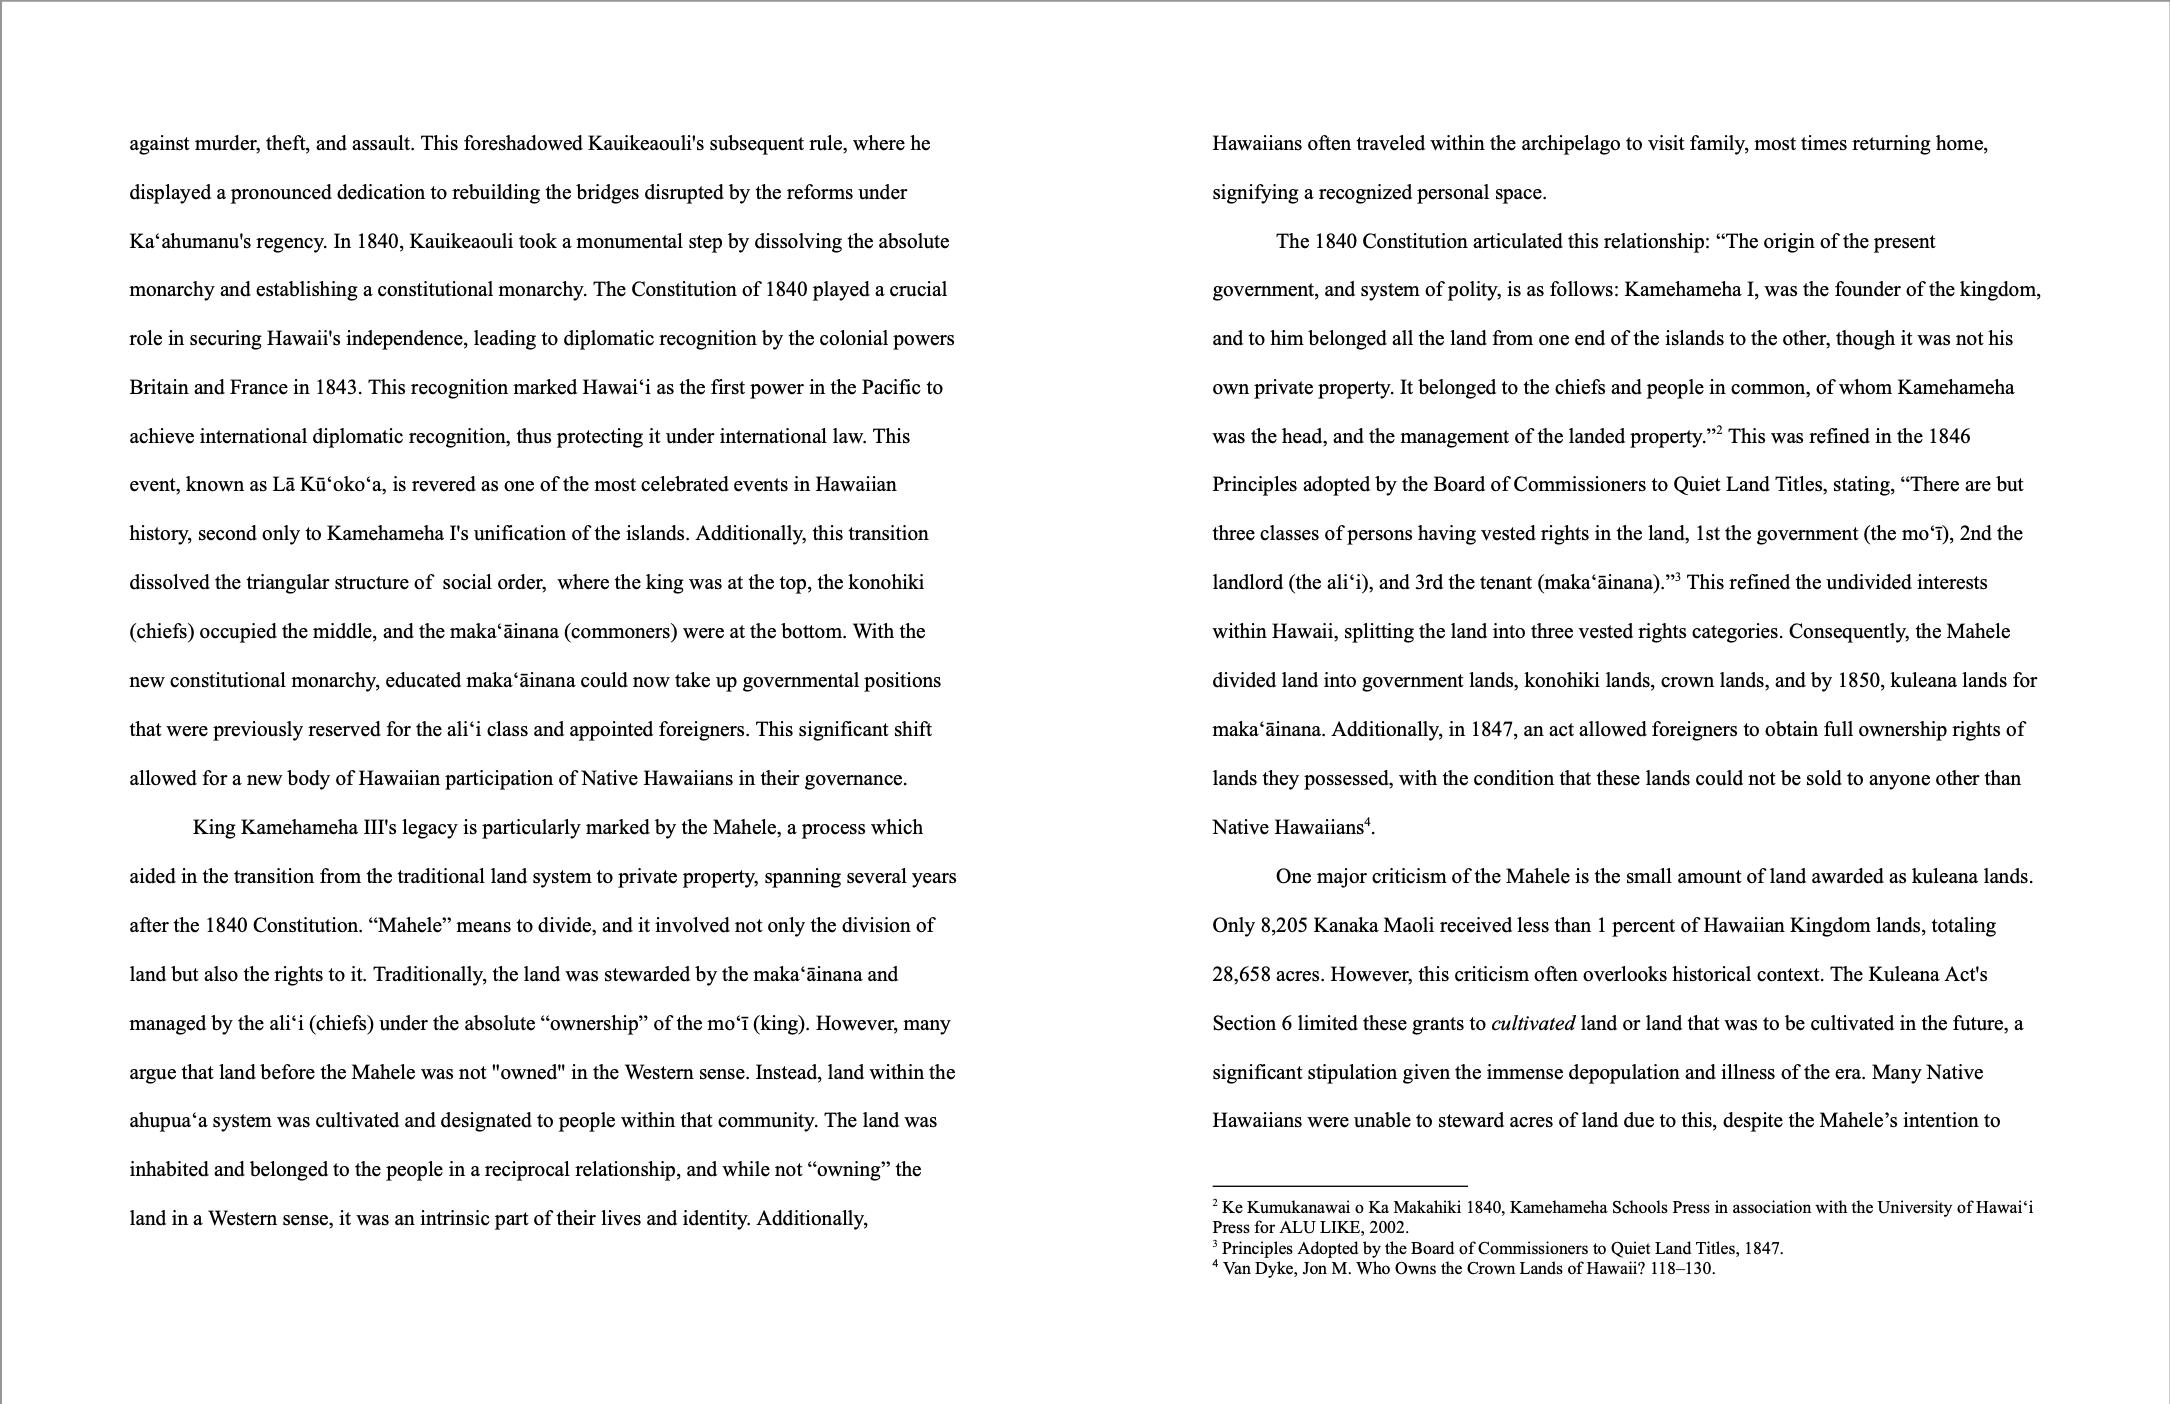 against murder, theft, and assault. This foreshadowed Kauikeaouli's subsequent rule, where he
displayed a pronounced dedication to rebuilding the bridges disrupted by the reforms under
Kaʻahumanu's regency. In 1840, Kauikeaouli took a monumental step by dissolving the absolute
monarchy and establishing a constitutional monarchy. The Constitution of 1840 played a crucial
role in securing Hawaii's independence, leading to diplomatic recognition by the colonial powers
Britain and France in 1843. This recognition marked Hawaiʻi as the first power in the Pacific to
achieve international diplomatic recognition, thus protecting it under international law. This
event, known as Lā Kūʻokoʻa, is revered as one of the most celebrated events in Hawaiian
history, second only to Kamehameha I's unification of the islands. Additionally, this transition
dissolved the triangular structure of  social order,  where the king was at the top, the konohiki
(chiefs) occupied the middle, and the makaʻāinana (commoners) were at the bottom. With the
new constitutional monarchy, educated makaʻāinana could now take up governmental positions
that were previously reserved for the aliʻi class and appointed foreigners. This significant shift
allowed for a new body of Hawaiian participation of Native Hawaiians in their governance.
King Kamehameha III's legacy is particularly marked by the Mahele, a process which
aided in the transition from the traditional land system to private property, spanning several years
after the 1840 Constitution. “Mahele” means to divide, and it involved not only the division of
land but also the rights to it. Traditionally, the land was stewarded by the makaʻāinana and
managed by the aliʻi (chiefs) under the absolute “ownership” of the moʻī (king). However, many
argue that land before the Mahele was not "owned" in the Western sense. Instead, land within the
ahupuaʻa system was cultivated and designated to people within that community. The land was
inhabited and belonged to the people in a reciprocal relationship, and while not “owning” the
land in a Western sense, it was an intrinsic part of their lives and identity. Additionally,
Hawaiians often traveled within the archipelago to visit family, most times returning home,
signifying a recognized personal space.
The 1840 Constitution articulated this relationship: “The origin of the present
government, and system of polity, is as follows: Kamehameha I, was the founder of the kingdom,
and to him belonged all the land from one end of the islands to the other, though it was not his
own private property. It belonged to the chiefs and people in common, of whom Kamehameha
was the head, and the management of the landed property.”² This was refined in the 1846
Principles adopted by the Board of Commissioners to Quiet Land Titles, stating, “There are but
three classes of persons having vested rights in the land, 1st the government (the moʻī), 2nd the
landlord (the aliʻi), and 3rd the tenant (makaʻāinana).”³ This refined the undivided interests
within Hawaii, splitting the land into three vested rights categories. Consequently, the Mahele
divided land into government lands, konohiki lands, crown lands, and by 1850, kuleana lands for
makaʻāinana. Additionally, in 1847, an act allowed foreigners to obtain full ownership rights of
lands they possessed, with the condition that these lands could not be sold to anyone other than
Native Hawaiians⁴.
One major criticism of the Mahele is the small amount of land awarded as kuleana lands.
Only 8,205 Kanaka Maoli received less than 1 percent of Hawaiian Kingdom lands, totaling
28,658 acres. However, this criticism often overlooks historical context. The Kuleana Act's
Section 6 limited these grants to cultivated land or land that was to be cultivated in the future, a
significant stipulation given the immense depopulation and illness of the era. Many Native
Hawaiians were unable to steward acres of land due to this, despite the Mahele’s intention to
² Ke Kumukanawai o Ka Makahiki 1840, Kamehameha Schools Press in association with the University of Hawaiʻi
Press for ALU LIKE, 2002.
³ Principles Adopted by the Board of Commissioners to Quiet Land Titles, 1847.
⁴ Van Dyke, Jon M. Who Owns the Crown Lands of Hawaii? 118–130.